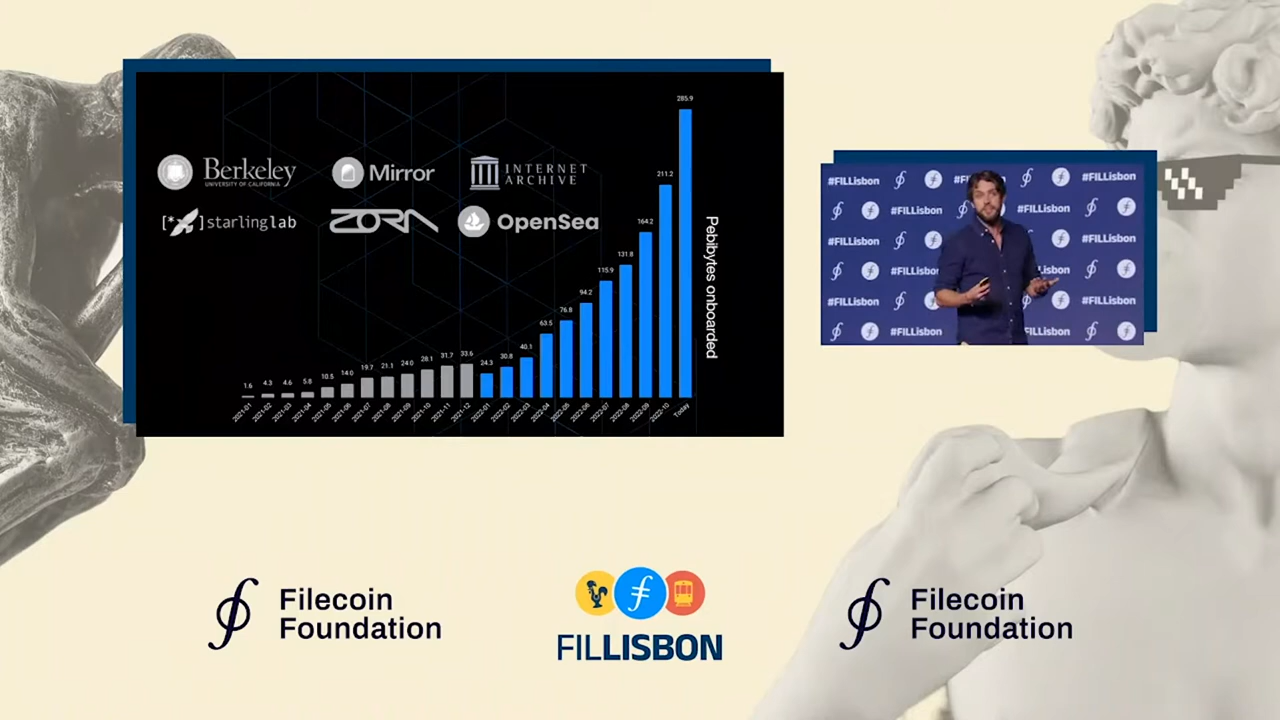 285.9
211.2
164.2
131.8
115.9
94.2
76.8
63.5
40.1
30.8
24.3
33.6
31.7
28.1
24.0
21.1
19.7
14.0
10.5
5.8
4.6
4.3
1.6
Berkeley
UNIVERSITY OF CALIFORNIA
Mirror
INTERNET
ARCHIVE
[* ]starlinglab
ZORA
OpenSea
Pebibytes onboarded
2021-01
2021-02
2021-03
2021-04
2021-05
2021-06
2021-07
2021-08
2021-09
2021-10
2021-11
2021-12
2022-01
2022-02
2022-03
2022-04
2022-05
2022-06
2022-07
2022-08
2022-09
2022-10
Today
#FILLisbon #FILLisbon
#FILLisbon #FILLisbon
#FILLisbon
#FILLisbon #FILLisbon
#FILLisbon
Filecoin
Foundation
FILLISBON
Filecoin
Foundation